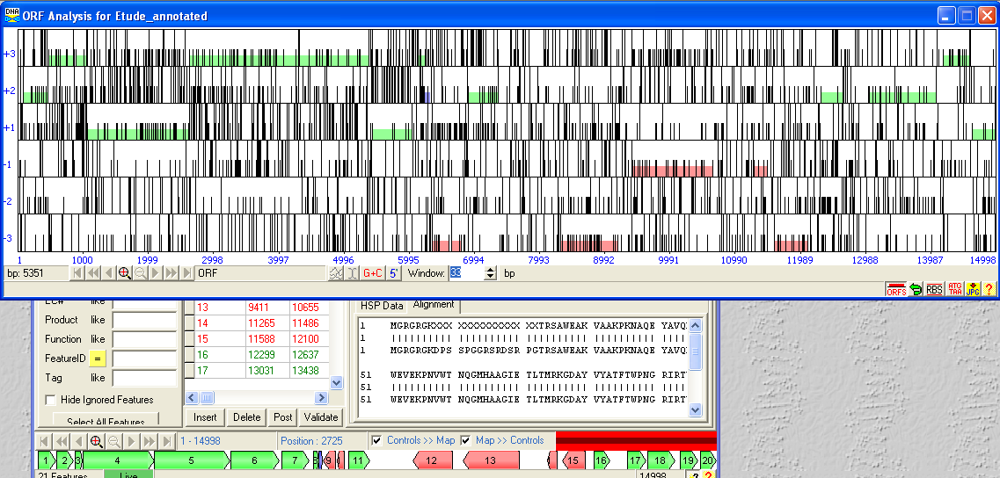 ORF Analysis for Etude_annotated
+3
+2
+1
-1
-2
-3
1 1000 1999 2998 3997 4996 5995 6994 7993 8992 9991 10990 11989 12988 13987 14998
bp: 5351 ORF G+C 5' Window: 33 bp
ORFS RBS ATG TAA JPG ?
EC# like
Product like
Function like
FeatureID = like
Tag like
Hide Ignored Features
Select All Features
13 9411 10655
14 11265 11486
15 11588 12100
16 12299 12637
17 13031 13438
Insert Delete Post Validate
HSP Data Alignment
1 MGRGRGKXXX XXXXXXXXXX XXTRSAWEAK VAAKPKNAQE YAVQ
1 MGRGRGKDPS SPGGRSRDSR PGTRSAWEAK VAAKPKNAQE YAVQ
51 WEVEKPNVWT NQGMHAAGIE TLTMRKGDAY VYATFTWPNG RIRT
51 WEVEKPNVWT NQGMHAAGIE TLTMRKGDAY VYATFTWPNG RIRT
1 - 14998 Position : 2725 Controls >> Map Map >> Controls
1 2 3 4 5 6 7 8 9 11 12 13 15 16 17 18 19 20
21 Features Live 14998 ? ?